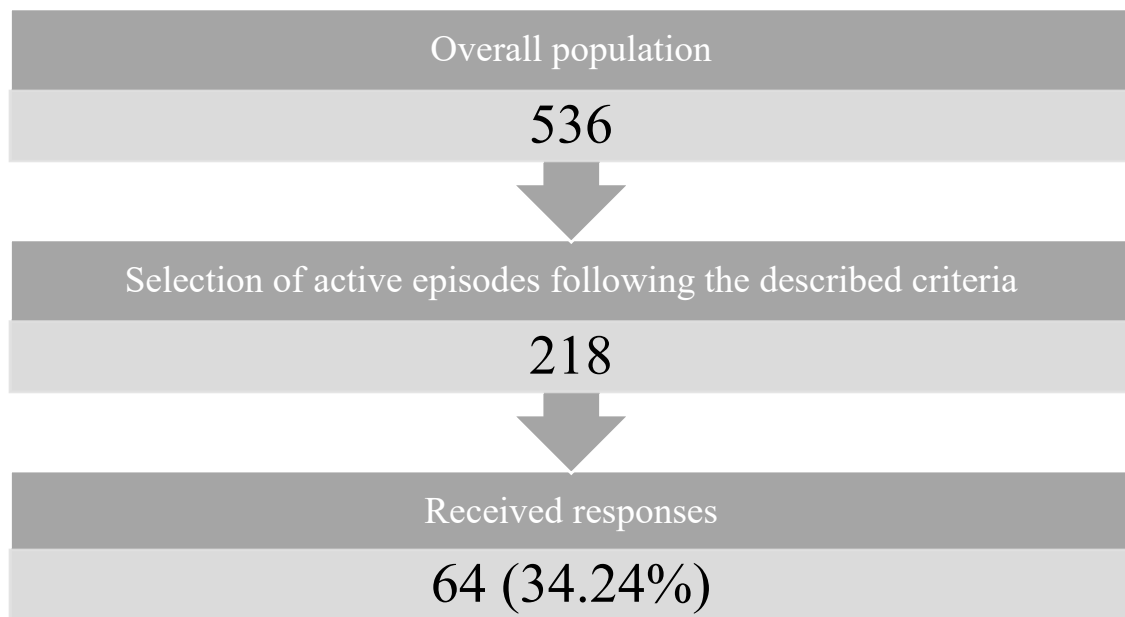 Overall population
536
Selection of active episodes following the described criteria
218
Received responses
64 (34.24%)